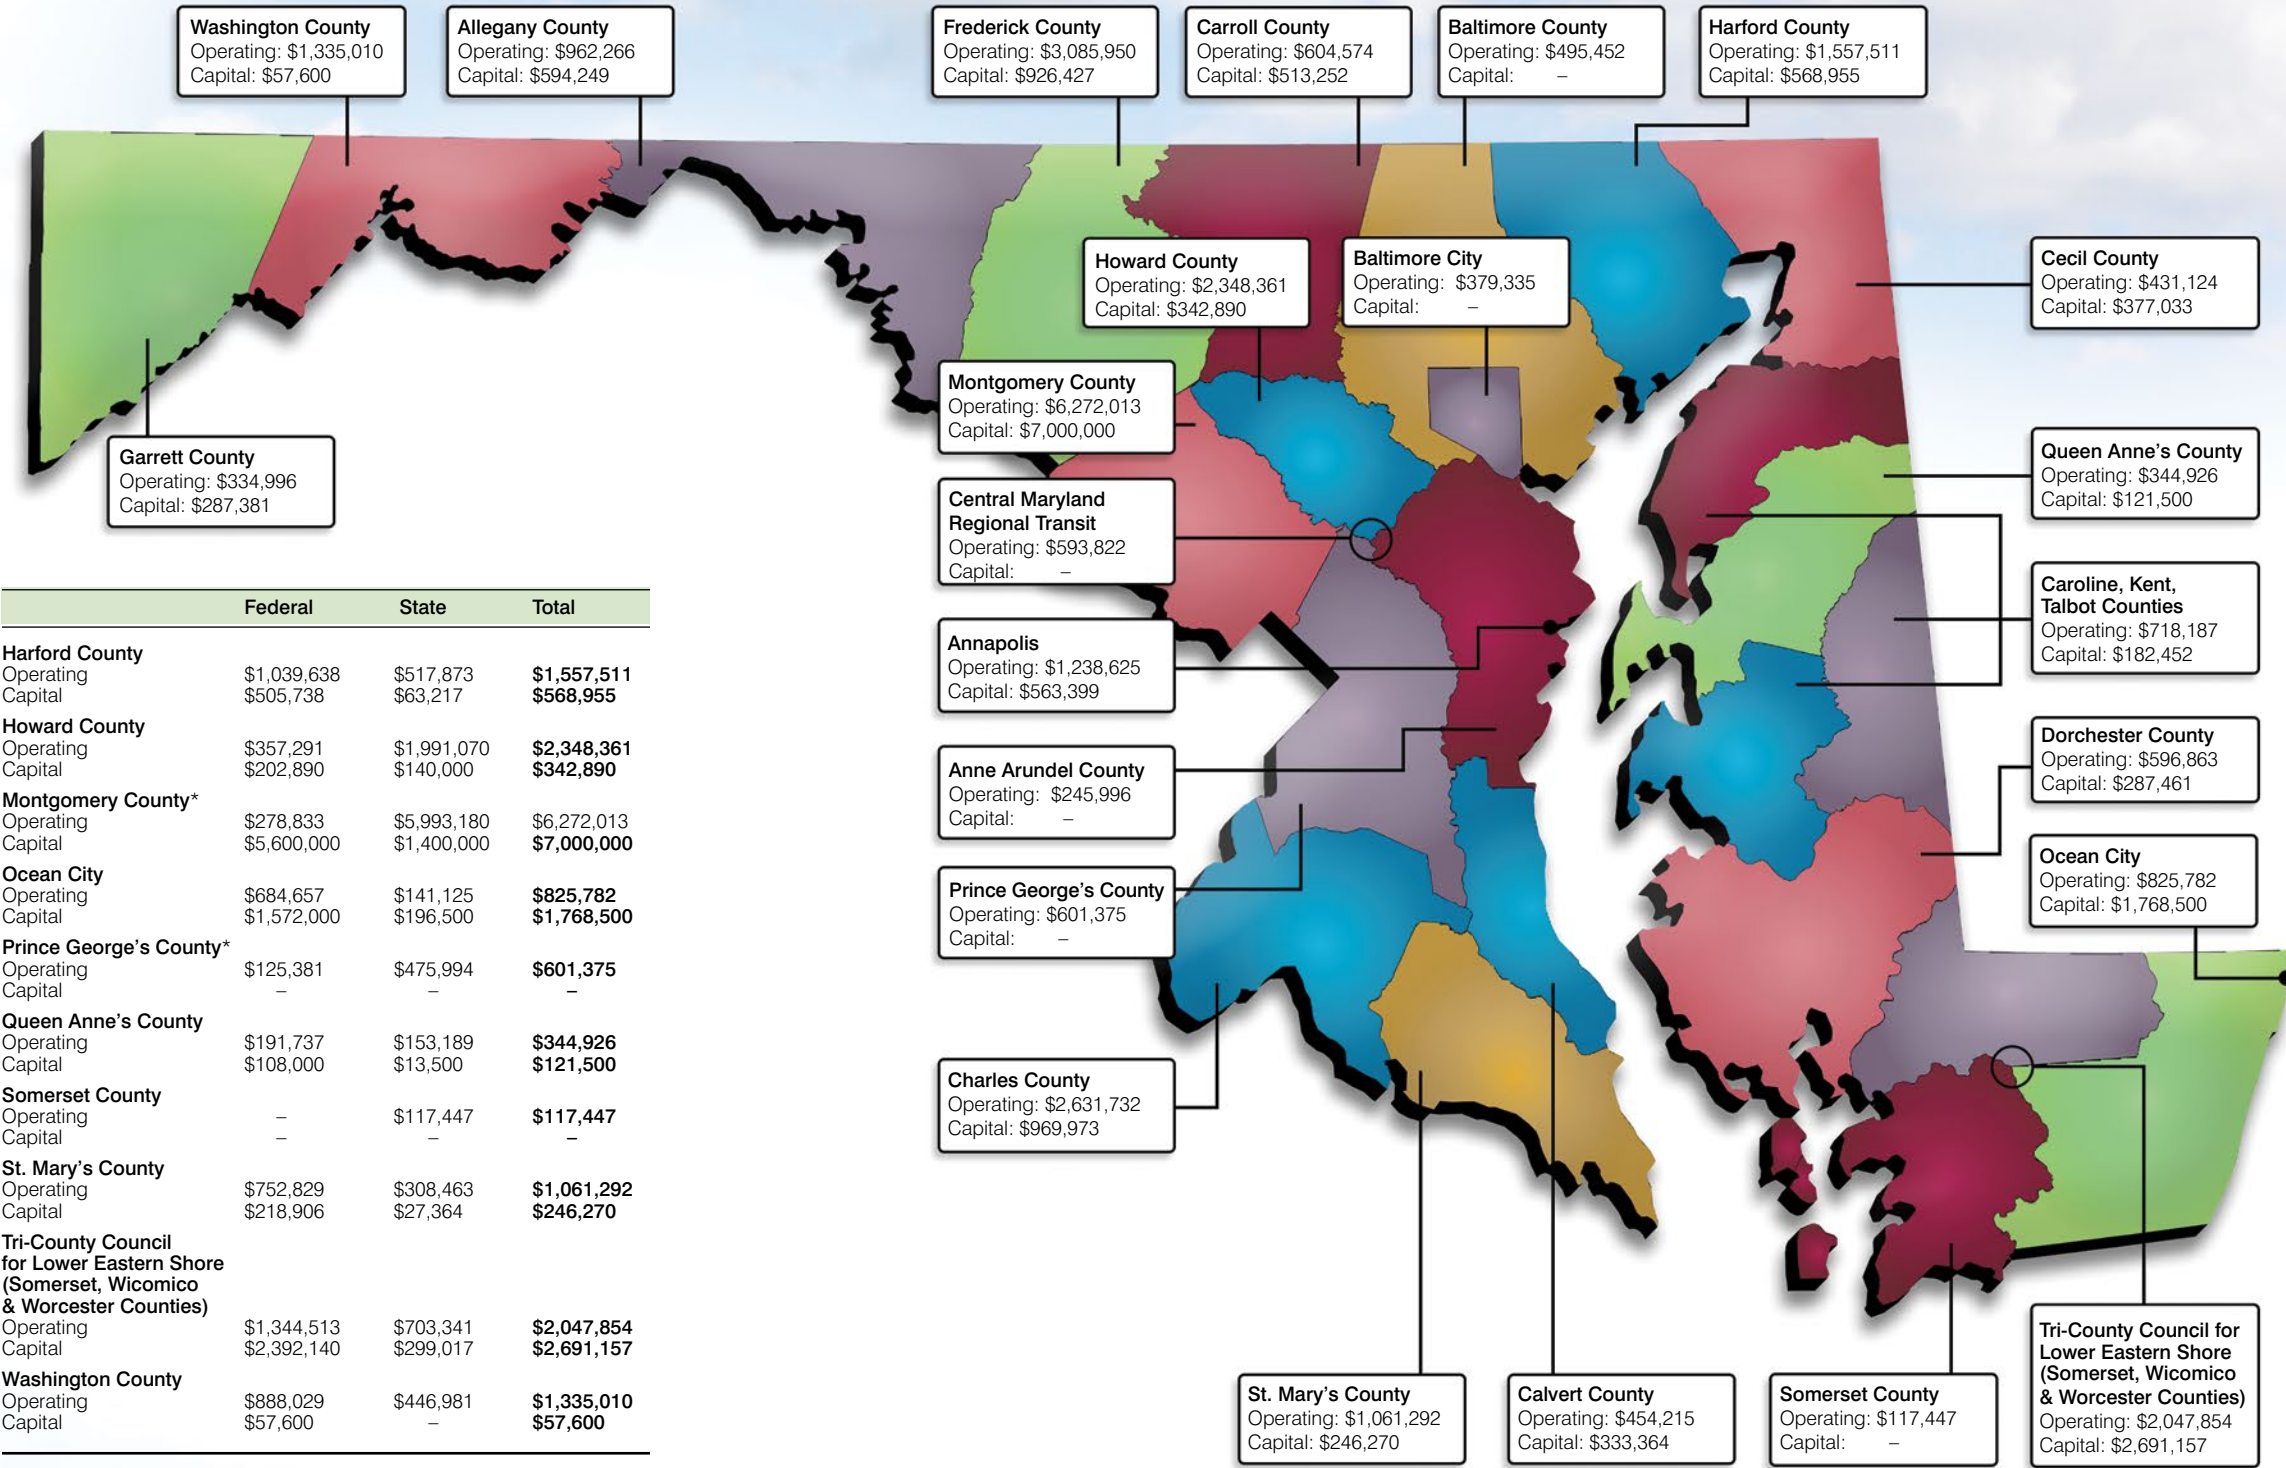 Washington County
Operating: $1,335,010
Capital: $57,600
Allegany County
Operating: $962,266
Capital: $594,249
Frederick County
Operating: $3,085,950
Capital: $926,427
Carroll County
Operating: $604,574
Capital: $513,252
Baltimore County
Operating: $495,452
Capital: –
Harford County
Operating: $1,557,511
Capital: $568,955
Howard County
Operating: $2,348,361
Capital: $342,890
Baltimore City
Operating: $379,335
Capital: –
Cecil County
Operating: $431,124
Capital: $377,033
Montgomery County
Operating: $6,272,013
Capital: $7,000,000
Garrett County
Operating: $334,996
Capital: $287,381
Queen Anne's County
Operating: $344,926
Capital: $121,500
Central Maryland
Regional Transit
Operating: $593,822
Capital: –
Caroline, Kent,
Talbot Counties
Operating: $718,187
Capital: $182,452
Annapolis
Operating: $1,238,625
Capital: $563,399
Dorchester County
Operating: $596,863
Capital: $287,461
Anne Arundel County
Operating: $245,996
Capital: –
Ocean City
Operating: $825,782
Capital: $1,768,500
Prince George's County
Operating: $601,375
Capital: –
Charles County
Operating: $2,631,732
Capital: $969,973
St. Mary's County
Operating: $1,061,292
Capital: $246,270
Calvert County
Operating: $454,215
Capital: $333,364
Somerset County
Operating: $117,447
Capital: –
Tri-County Council for
Lower Eastern Shore
(Somerset, Wicomico
& Worcester Counties)
Operating: $2,047,854
Capital: $2,691,157
Federal State Total
Harford County
Operating $1,039,638 $517,873 $1,557,511
Capital $505,738 $63,217 $568,955
Howard County
Operating $357,291 $1,991,070 $2,348,361
Capital $202,890 $140,000 $342,890
Montgomery County*
Operating $278,833 $5,993,180 $6,272,013
Capital $5,600,000 $1,400,000 $7,000,000
Ocean City
Operating $684,657 $141,125 $825,782
Capital $1,572,000 $196,500 $1,768,500
Prince George's County*
Operating $125,381 $475,994 $601,375
Capital – – –
Queen Anne's County
Operating $191,737 $153,189 $344,926
Capital $108,000 $13,500 $121,500
Somerset County
Operating – $117,447 $117,447
Capital – – –
St. Mary's County
Operating $752,829 $308,463 $1,061,292
Capital $218,906 $27,364 $246,270
Tri-County Council
for Lower Eastern Shore
(Somerset, Wicomico
& Worcester Counties)
Operating $1,344,513 $703,341 $2,047,854
Capital $2,392,140 $299,017 $2,691,157
Washington County
Operating $888,029 $446,981 $1,335,010
Capital $57,600 – $57,600